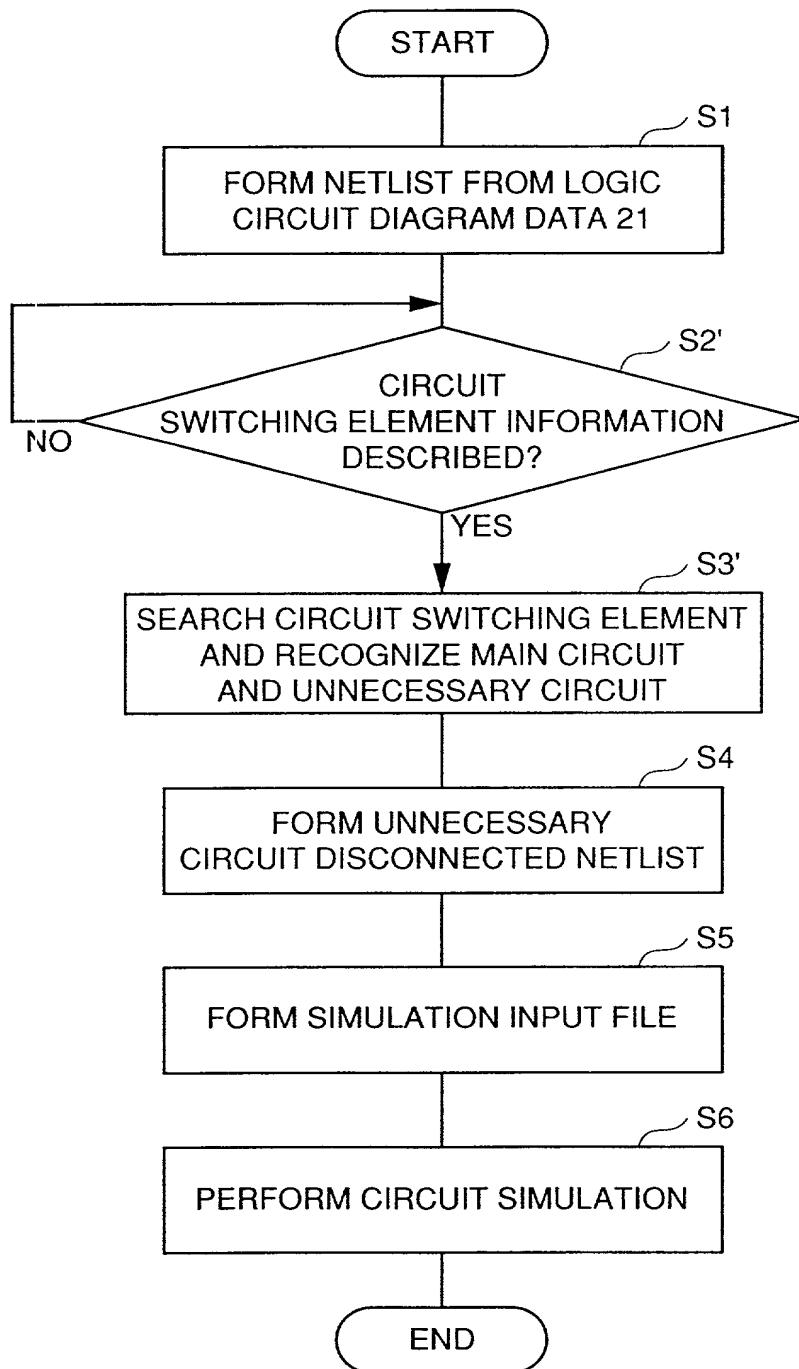 START
S1
FORM NETLIST FROM LOGIC
CIRCUIT DIAGRAM DATA 21
S2'
CIRCUIT
SWITCHING ELEMENT INFORMATION
DESCRIBED?
NO
YES
S3'
SEARCH CIRCUIT SWITCHING ELEMENT
AND RECOGNIZE MAIN CIRCUIT
AND UNNECESSARY CIRCUIT
S4
FORM UNNECESSARY
CIRCUIT DISCONNECTED NETLIST
S5
FORM SIMULATION INPUT FILE
S6
PERFORM CIRCUIT SIMULATION
END